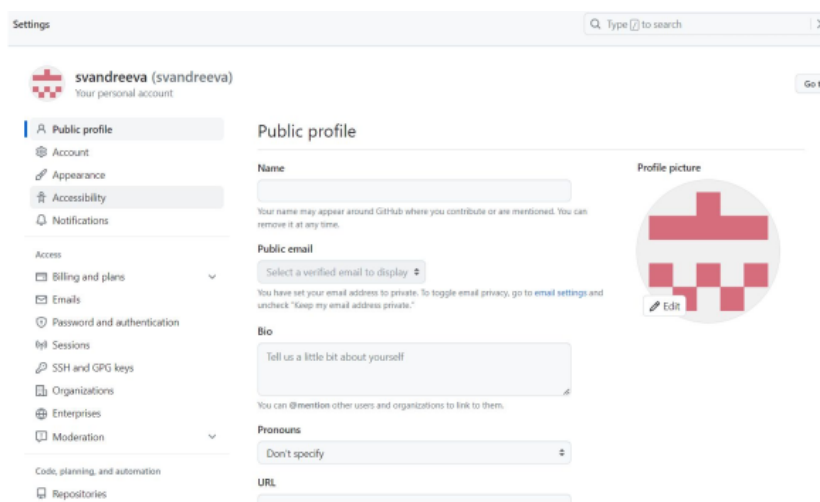 Settings
Type / to search
svandreeva (svandreeva)
Your personal account
Go t
Public profile
Account
Appearance
Accessibility
Notifications
Access
Billing and plans
Emails
Password and authentication
Sessions
SSH and GPG keys
Organizations
Enterprises
Moderation
Code, planning, and automation
Repositories
Public profile
Name
Your name may appear around GitHub where you contribute or are mentioned. You can
remove it at any time.
Public email
Select a verified email to display
You have set your email address to private. To toggle email privacy, go to email settings and
uncheck "Keep my email address private."
Bio
Tell us a little bit about yourself
You can @mention other users and organizations to link to them.
Pronouns
Don't specify
URL
Profile picture
Edit